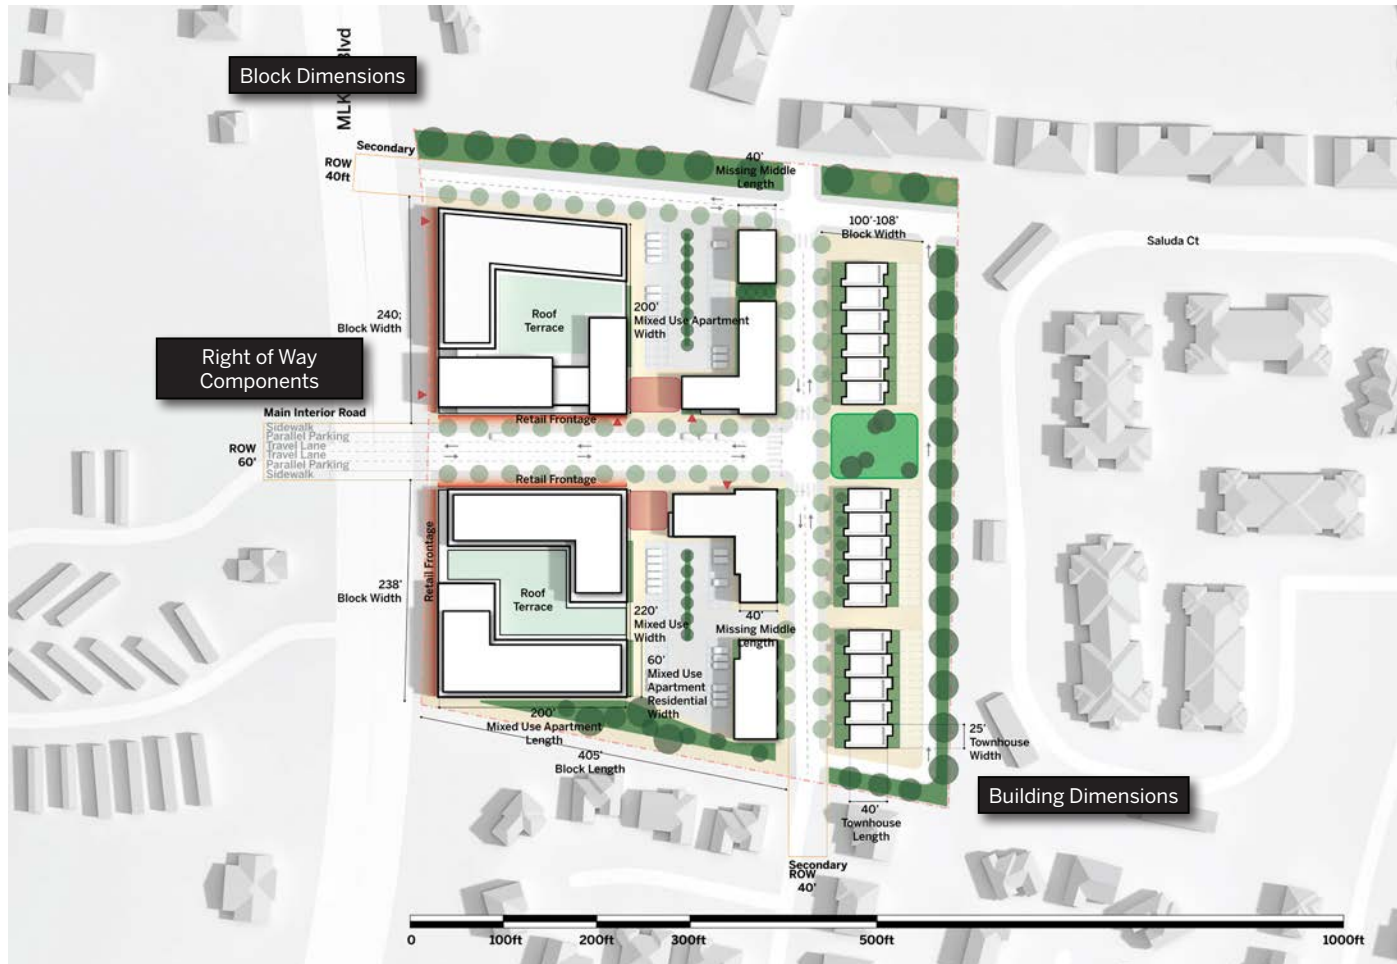 Block Dimensions
MLK Blvd
Secondary
ROW
40ft
40'
Missing Middle
Length
100'-108'
Block Width
Saluda Ct
240;
Block Width
Roof
Terrace
200'
Mixed Use Apartment
Width
Right of Way
Components
Main Interior Road
Sidewalk
Parallel Parking
Travel Lane
Travel Lane
Parallel Parking
Sidewalk
ROW
60'
Retail Frontage
Retail Frontage
Retail Frontage
238'
Block Width
Roof
Terrace
220'
Mixed Use
Width
40'
Missing Middle
Length
60'
Mixed Use
Apartment
Residential
Width
200'
Mixed Use Apartment
Length
405'
Block Length
25'
Townhouse
Width
Building Dimensions
40'
Townhouse
Length
Secondary
ROW
40'
0 100ft 200ft 300ft 500ft 1000ft